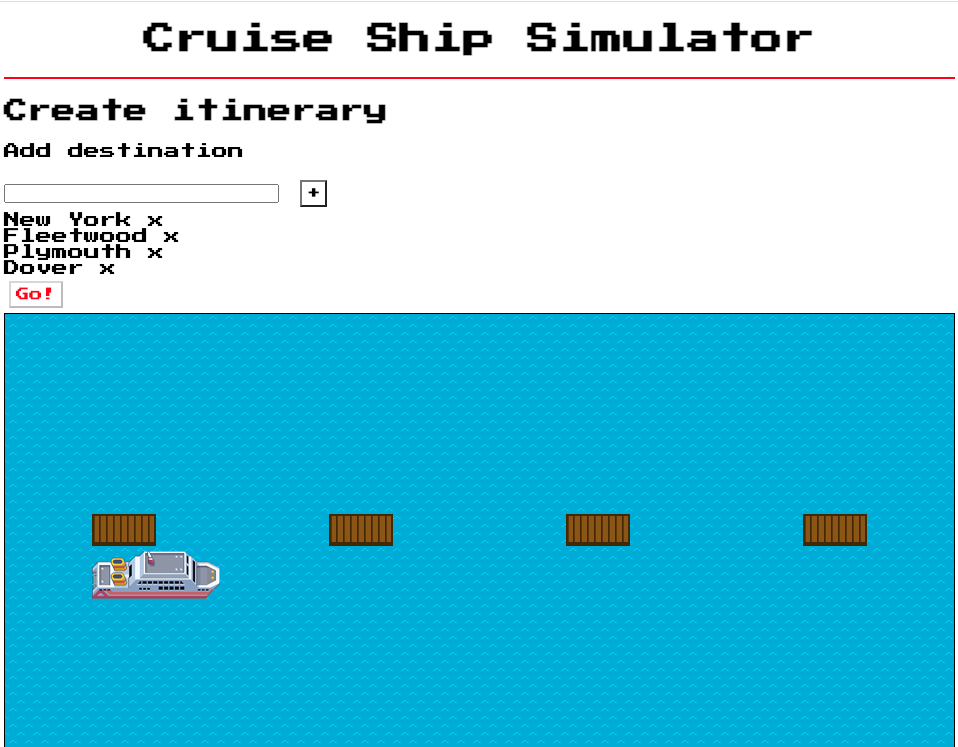 Cruise Ship Simulator
Create itinerary
Add destination
+
New York x
Fleetwood x
Plymouth x
Dover x
Go!